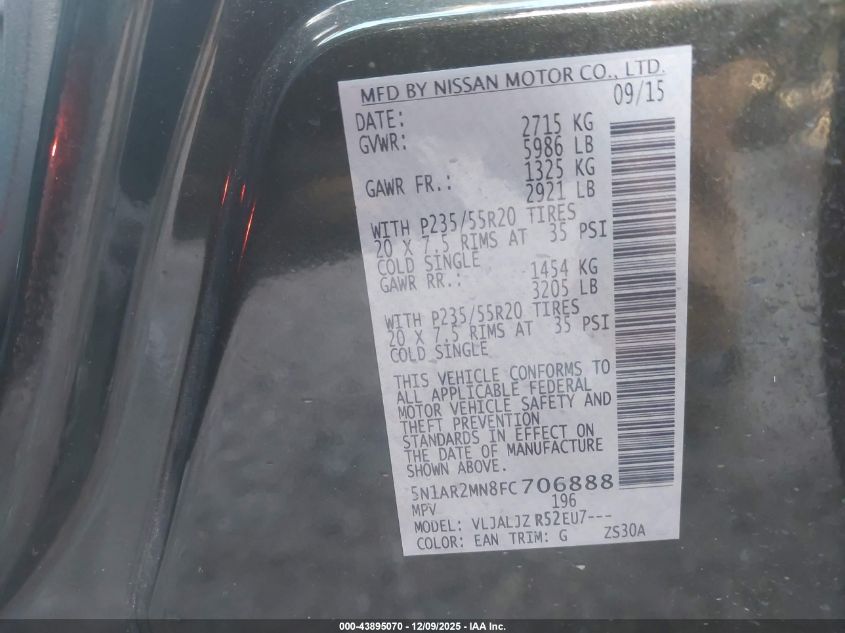 MFD BY NISSAN MOTOR CO., LTD.
DATE: 09/15
GVWR: 2715 KG
5986 LB
GAWR FR.: 1325 KG
2921 LB
WITH P235/55R20 TIRES
20 X 7.5 RIMS AT 35 PSI
COLD SINGLE
GAWR RR.: 1454 KG
3205 LB
WITH P235/55R20 TIRES
20 X 7.5 RIMS AT 35 PSI
COLD SINGLE
THIS VEHICLE CONFORMS TO
ALL APPLICABLE FEDERAL
MOTOR VEHICLE SAFETY AND
THEFT PREVENTION
STANDARDS IN EFFECT ON
THE DATE OF MANUFACTURE
SHOWN ABOVE.
5N1AR2MN8FC706888
MPV 196
MODEL: VLJALJZ R52EU7---
COLOR: EAN TRIM: G ZS30A
000-43895070 - 12/09/2025 - IAA Inc.